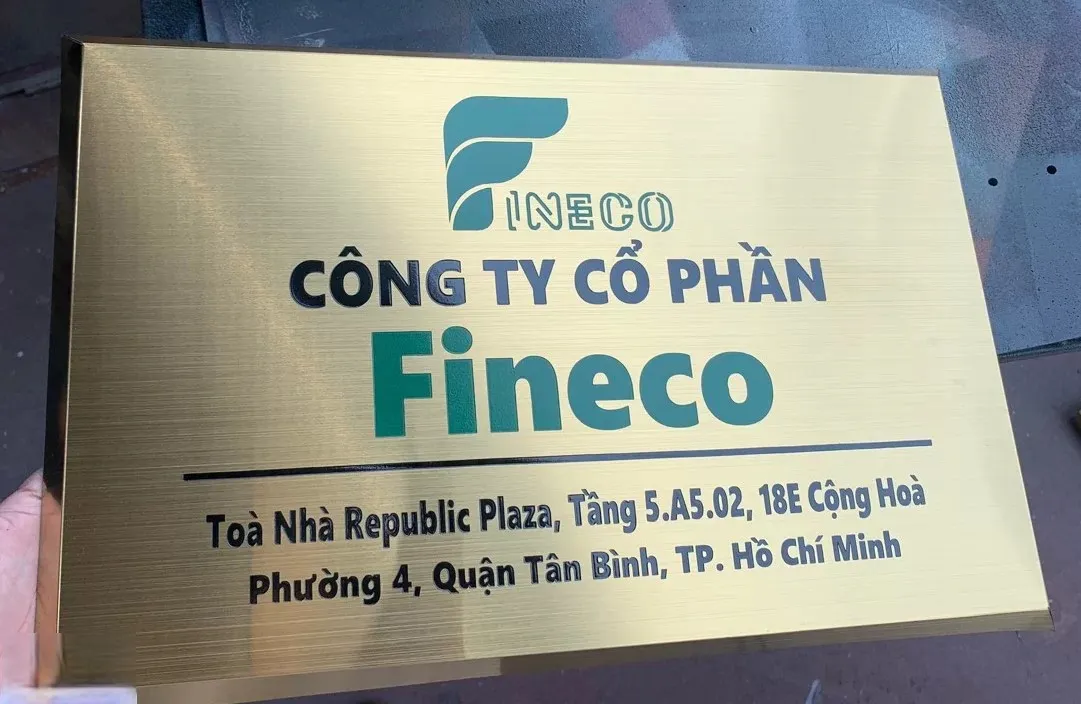 FINECO
CÔNG TY CỔ PHẦN
Fineco
Toà Nhà Republic Plaza, Tầng 5.A5.02, 18E Cộng Hoà
Phường 4, Quận Tân Bình, TP. Hồ Chí Minh